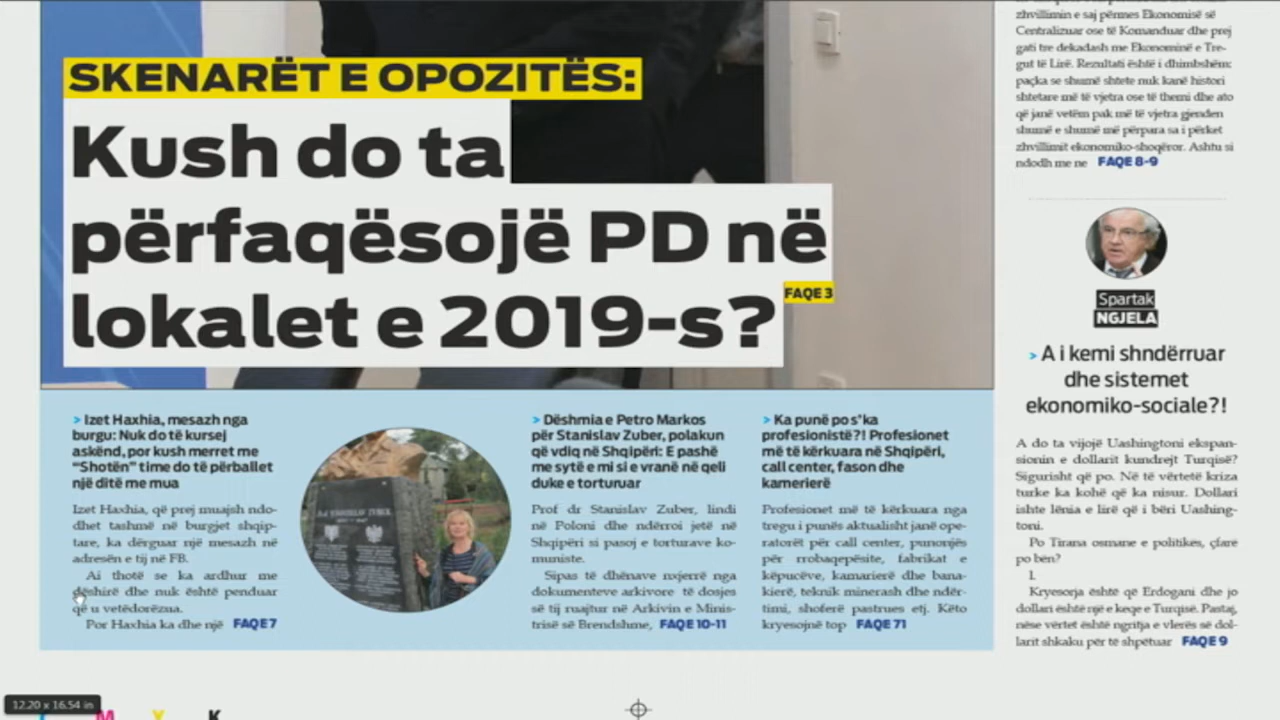 SKENARËT E OPOZITËS:
Kush do ta
përfaqësojë PD në
lokalet e 2019-s?
FAQE 3
> Izet Haxhia, mesazh nga
burgu: Nuk do të kursej
askënd, por kush merret me
“Shotën” time do të përballet
një ditë me mua
Izet Haxhia, që prej muajsh ndo-
dhet tashmë në burgjet shqip-
tare, ka dërguar një mesazh në
adresën e tij në FB.
Ai thotë se ka ardhur me
dëshirë dhe nuk është penduar
që u vetëdorëzua.
Por Haxhia ka dhe një FAQE 7
> Dëshmia e Petro Markos
për Stanislav Zuber, polakun
që vdiq në Shqipëri: E pashë
me sytë e mi si e vranë në qeli
duke e torturuar
Prof dr Stanislav Zuber, lindi
në Poloni dhe ndërroi jetë në
Shqipëri si pasoj e torturave ko-
muniste.
Sipas të dhënave nxjerrë nga
dokumenteve arkivore të dosjes
së tij ruajtur në Arkivin e Minis-
trisë së Brendshme, FAQE 10-11
> Ka punë po s'ka
profesionistë?! Profesionet
më të kërkuara në Shqipëri,
call center, fason dhe
kamerierë
Profesionet më të kërkuara nga
tregu i punës aktualisht janë ope-
ratorët për call center, punonjës
për rrobaqepësite, fabrikat e
këpucëve, kamarierë dhe bana-
kierë, teknik minerash dhe ndër-
timi, shoferë pastrues etj. Këto
kryesojnë top FAQE 71
zhvillimin e saj përmes Ekonomisë së
Centralizuar ose të Komanduar dhe prej
gati tre dekadash me Ekonominë e Tre-
gut të Lirë. Rezultati është i dhimbshëm:
paçka se shumë shtete nuk kanë histori
shtetare më të vjetra ose të themi dhe ato
që janë vetëm pak më të vjetra gjenden
shumë e shumë më përpara sa i përket
zhvillimit ekonomiko-shoqëror. Ashtu si
ndodh me ne FAQE 8-9
Spartak
NGJELA
> A i kemi shndërruar
dhe sistemet
ekonomiko-sociale?!
A do ta vijojë Uashingtoni ekspan-
sionin e dollarit kundrejt Turqisë?
Sigurisht që po. Në të vërtetë kriza
turke ka kohë që ka nisur. Dollari
ishte lënia e lirë që i bëri Uashing-
toni.
Po Tirana osmane e politikës, çfarë
po bën?
1.
Kryesorja është që Erdogani dhe jo
dollari është një e keqe e Turqisë. Pastaj,
nëse vërtet është ngritja e vlerës së dol-
larit shkaku për të shpëtuar FAQE 9
12.20 x 16.54 in
M Y K